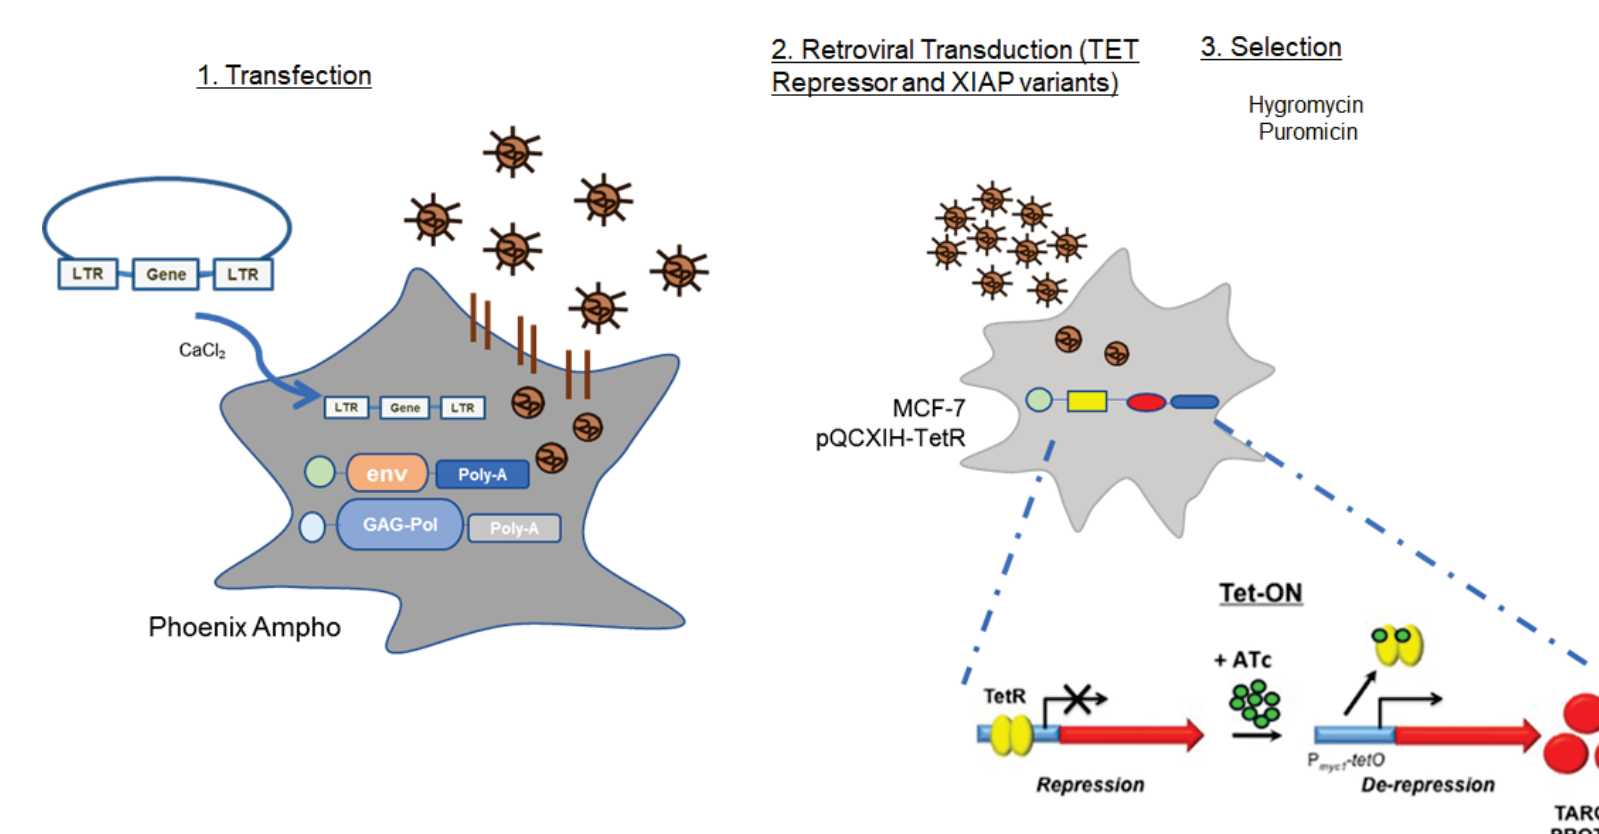 1. Transfection
2. Retroviral Transduction (TET
Repressor and XIAP variants)
3. Selection
Hygromycin
Puromicin
LTR
Gene
LTR
CaCl₂
LTR
Gene
LTR
env
Poly-A
GAG-Pol
Poly-A
Phoenix Ampho
MCF-7
pQCXIH-TetR
Tet-ON
+ ATc
TetR
Pmyc1-tetO
Repression
De-repression